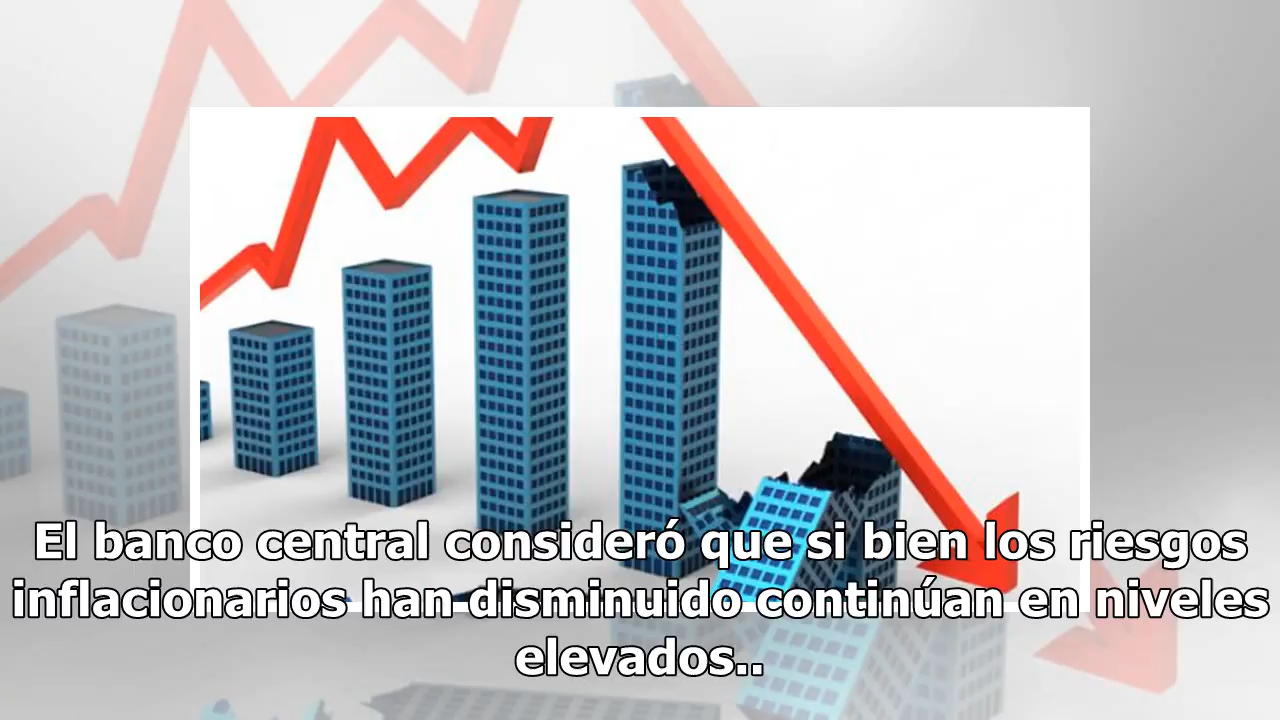 El banco central consideró que si bien los riesgos
inflacionarios han disminuido continúan en niveles
elevados..